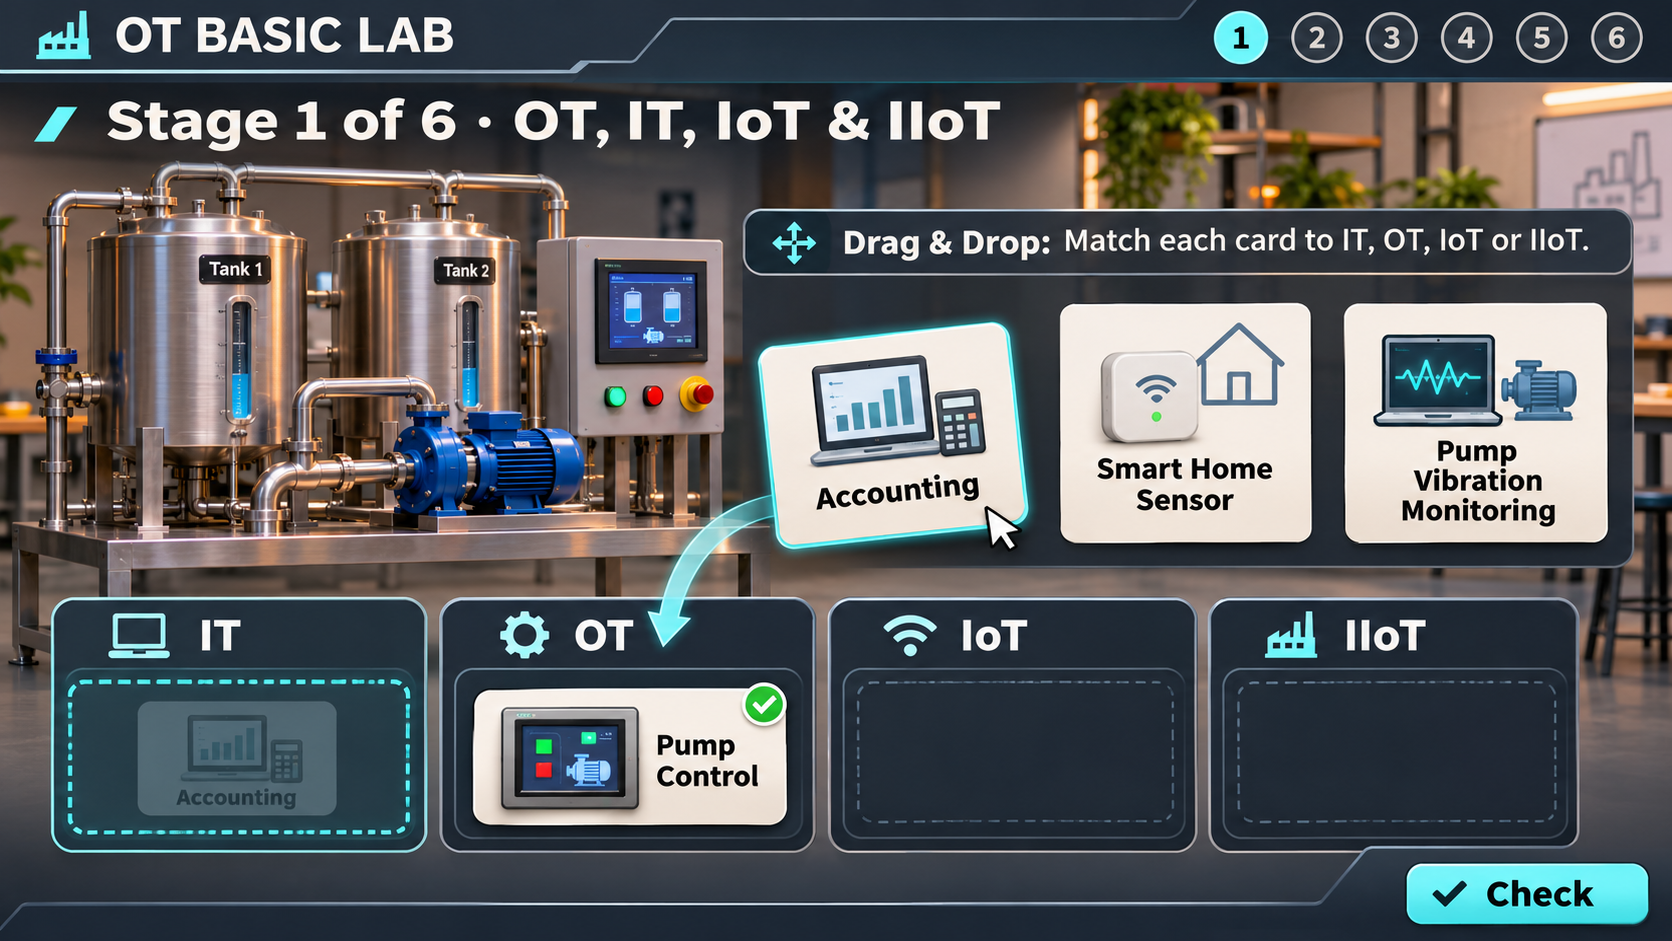 OT BASIC LAB
1 2 3 4 5 6
Stage 1 of 6 · OT, IT, IoT & IIoT
Tank 1
Tank 2
Drag & Drop: Match each card to IT, OT, IoT or IIoT.
Accounting
Smart Home
Sensor
Pump
Vibration
Monitoring
IT
OT
IoT
IIoT
Accounting
Pump
Control
Check